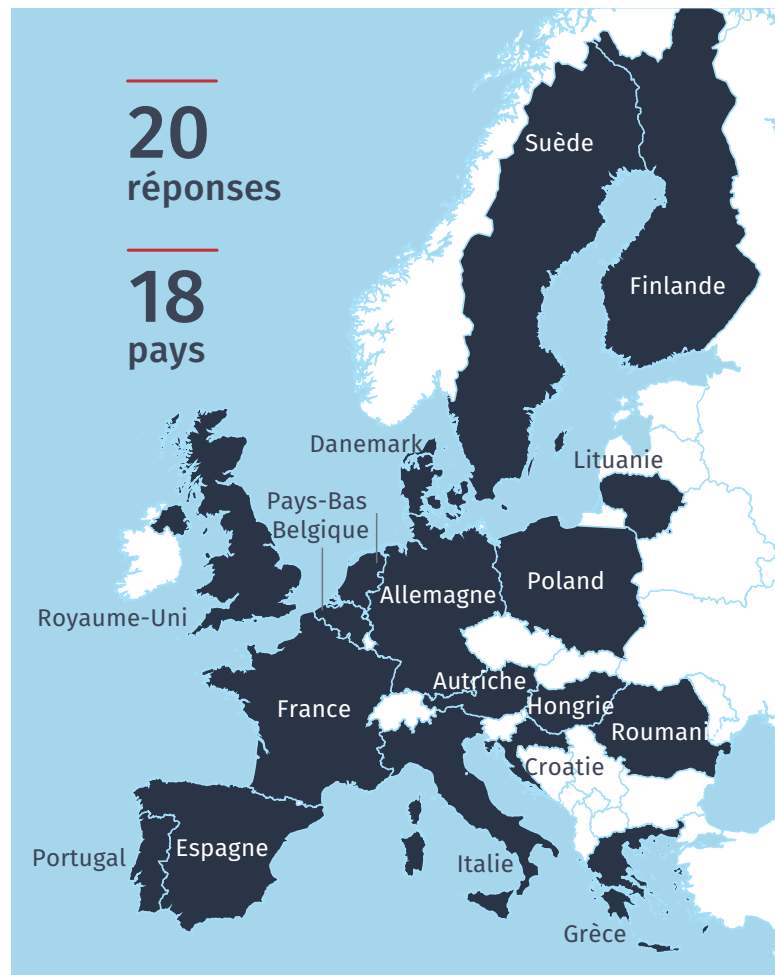 20
réponses
18
pays
Suède
Finlande
Danemark
Lituanie
Pays-Bas
Belgique
Poland
Allemagne
Royaume-Uni
Autriche
Hongrie
France
Roumani
Croatie
Espagne
Portugal
Italie
Grèce